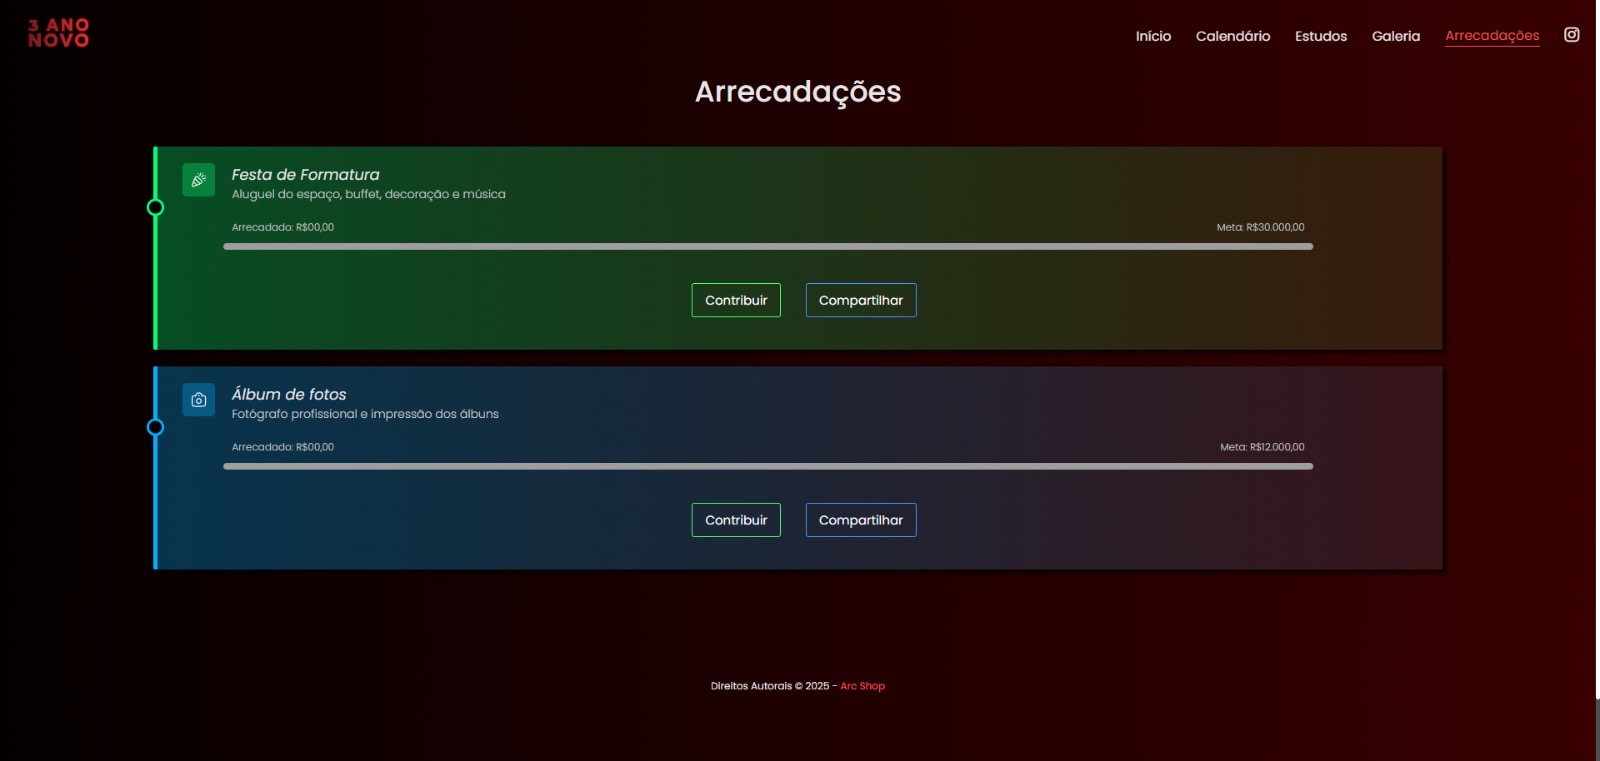 3 ANO
NOVO
Início Calendário Estudos Galeria Arrecadações
Arrecadações
Festa de Formatura
Aluguel do espaço, buffet, decoração e música
Arrecadado: R$00,00 Meta: R$30.000,00
Contribuir Compartilhar
Álbum de fotos
Fotógrafo profissional e impressão dos álbuns
Arrecadado: R$00,00 Meta: R$12.000,00
Contribuir Compartilhar
Direitos Autorais © 2025 - Arc Shop